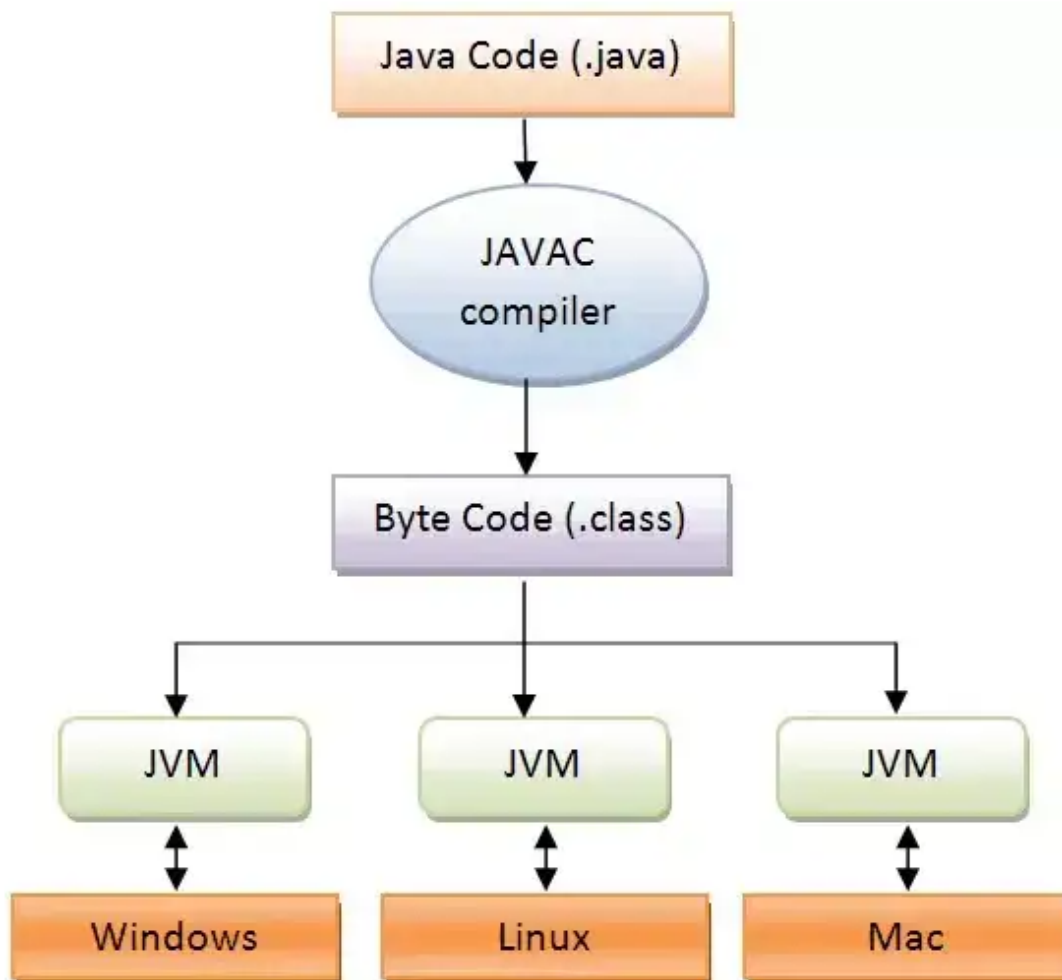 Java Code (.java)
JAVAC
compiler
Byte Code (.class)
JVM
JVM
JVM
Windows
Linux
Mac